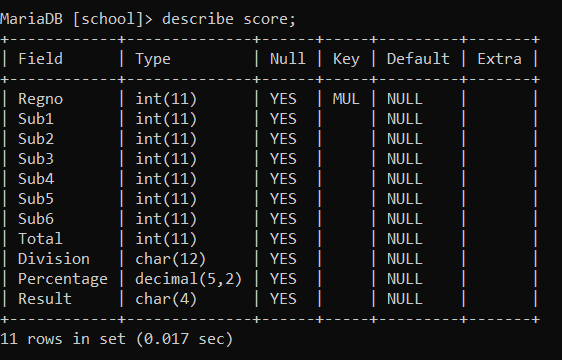 MariaDB [school]> describe score;
+------------+--------------+------+-----+---------+-------+
| Field      | Type         | Null | Key | Default | Extra |
+------------+--------------+------+-----+---------+-------+
| Regno      | int(11)      | YES  | MUL | NULL    |       |
| Sub1       | int(11)      | YES  |     | NULL    |       |
| Sub2       | int(11)      | YES  |     | NULL    |       |
| Sub3       | int(11)      | YES  |     | NULL    |       |
| Sub4       | int(11)      | YES  |     | NULL    |       |
| Sub5       | int(11)      | YES  |     | NULL    |       |
| Sub6       | int(11)      | YES  |     | NULL    |       |
| Total      | int(11)      | YES  |     | NULL    |       |
| Division   | char(12)     | YES  |     | NULL    |       |
| Percentage | decimal(5,2) | YES  |     | NULL    |       |
| Result     | char(4)      | YES  |     | NULL    |       |
+------------+--------------+------+-----+---------+-------+
11 rows in set (0.017 sec)